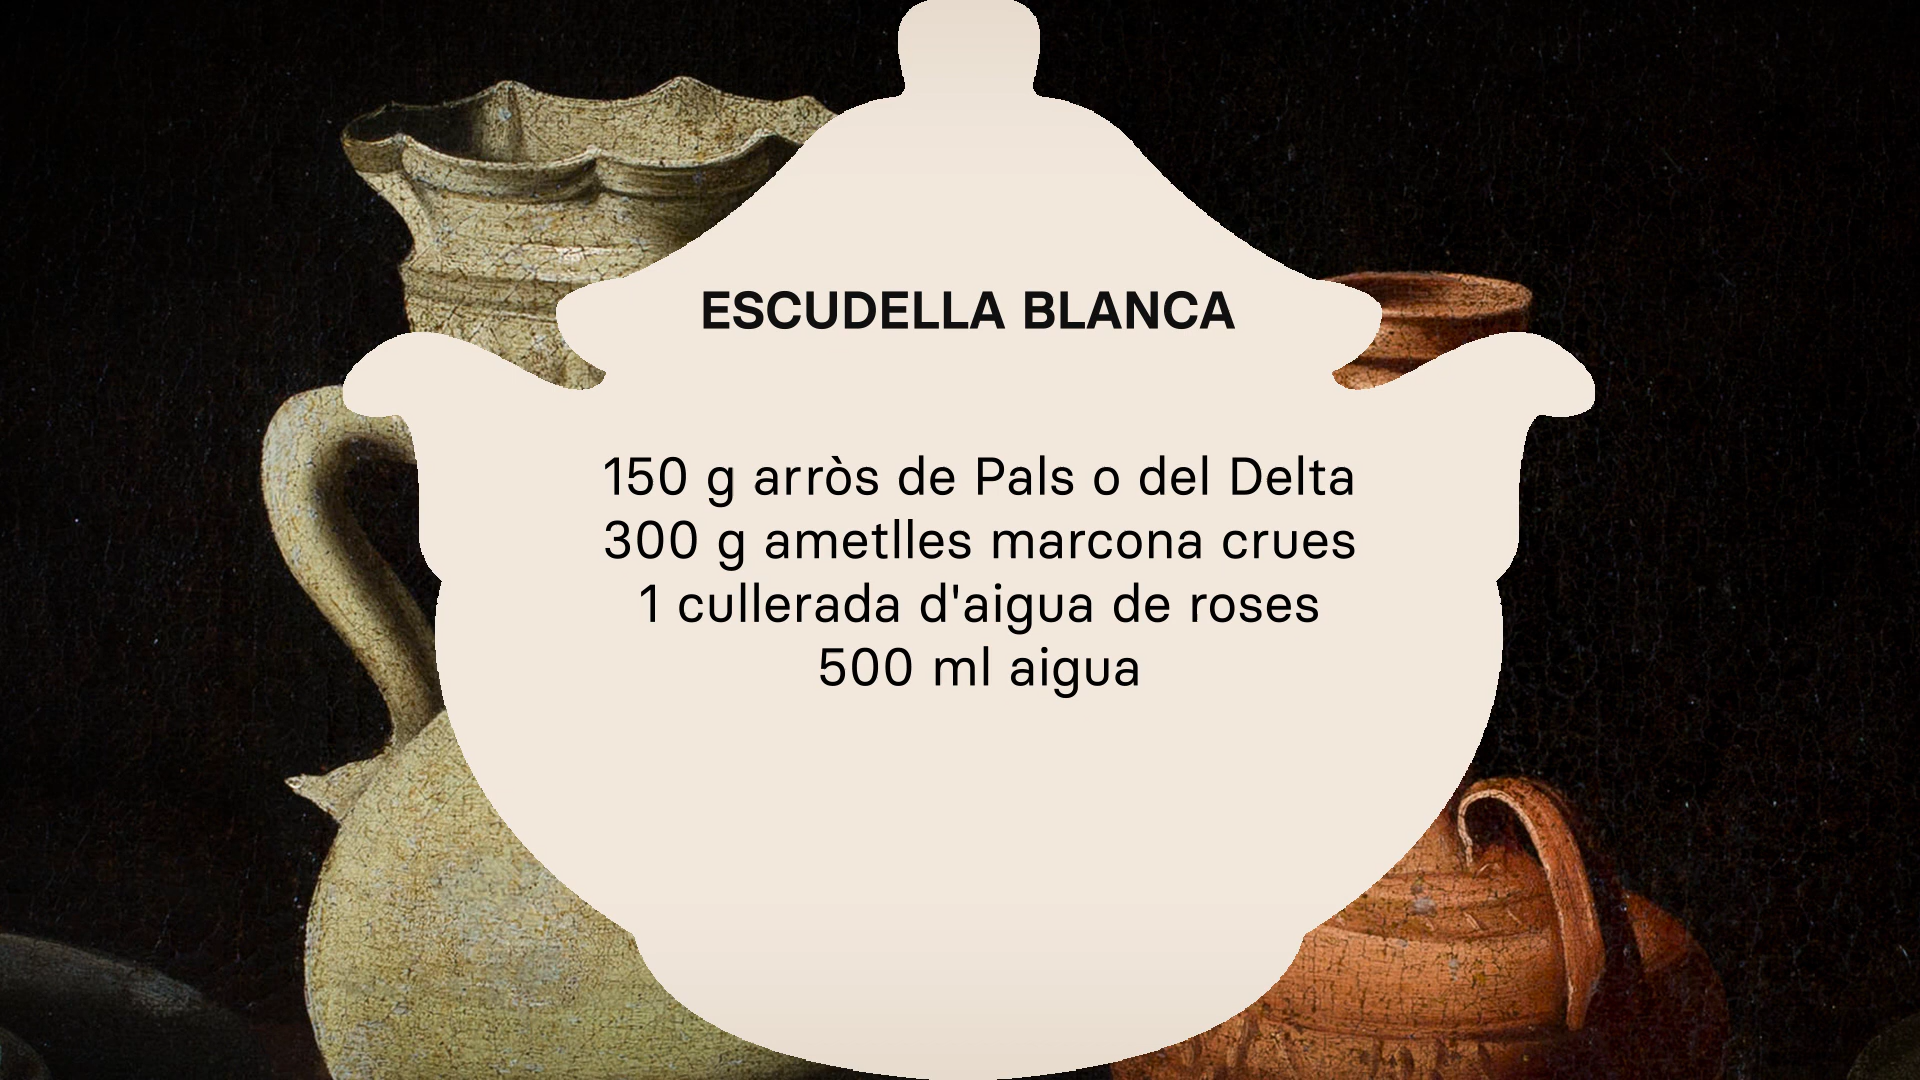 ESCUDELLA BLANCA
150 g arròs de Pals o del Delta
300 g ametlles marcona crues
1 cullerada d'aigua de roses
500 ml aigua